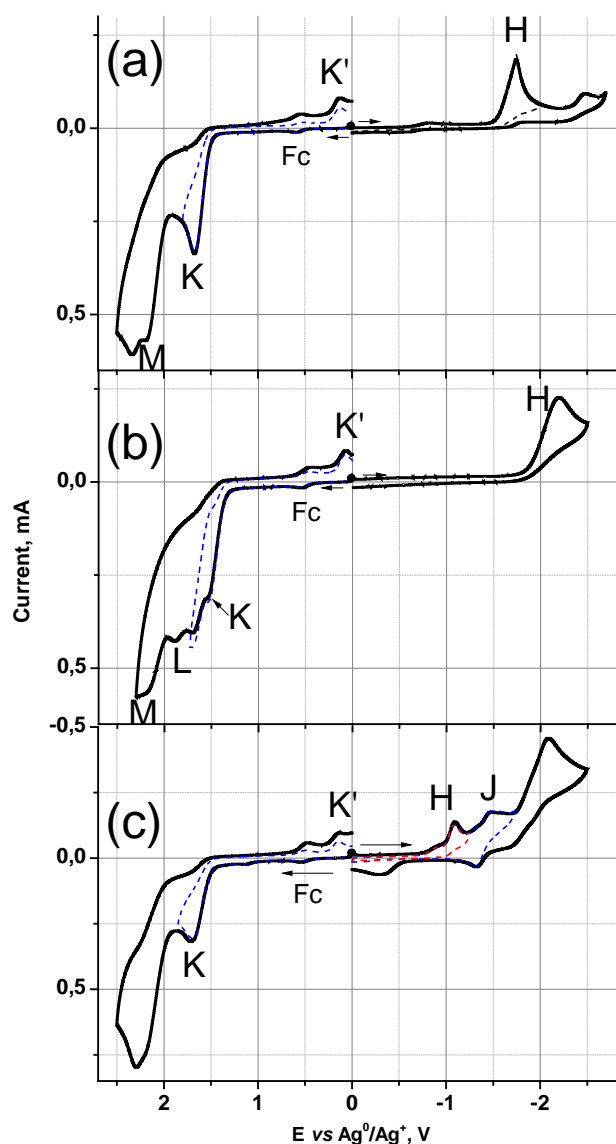 (a)
H
K'
0,0
Fc
K
0,5
M
(b)
H
K'
0,0
Fc
K
L
0,5
M
-0,5
(c)
H
J
K'
0,0
Fc
K
0,5
Current, mA
2
1
0
-1
-2
E vs Ag⁰/Ag⁺, V